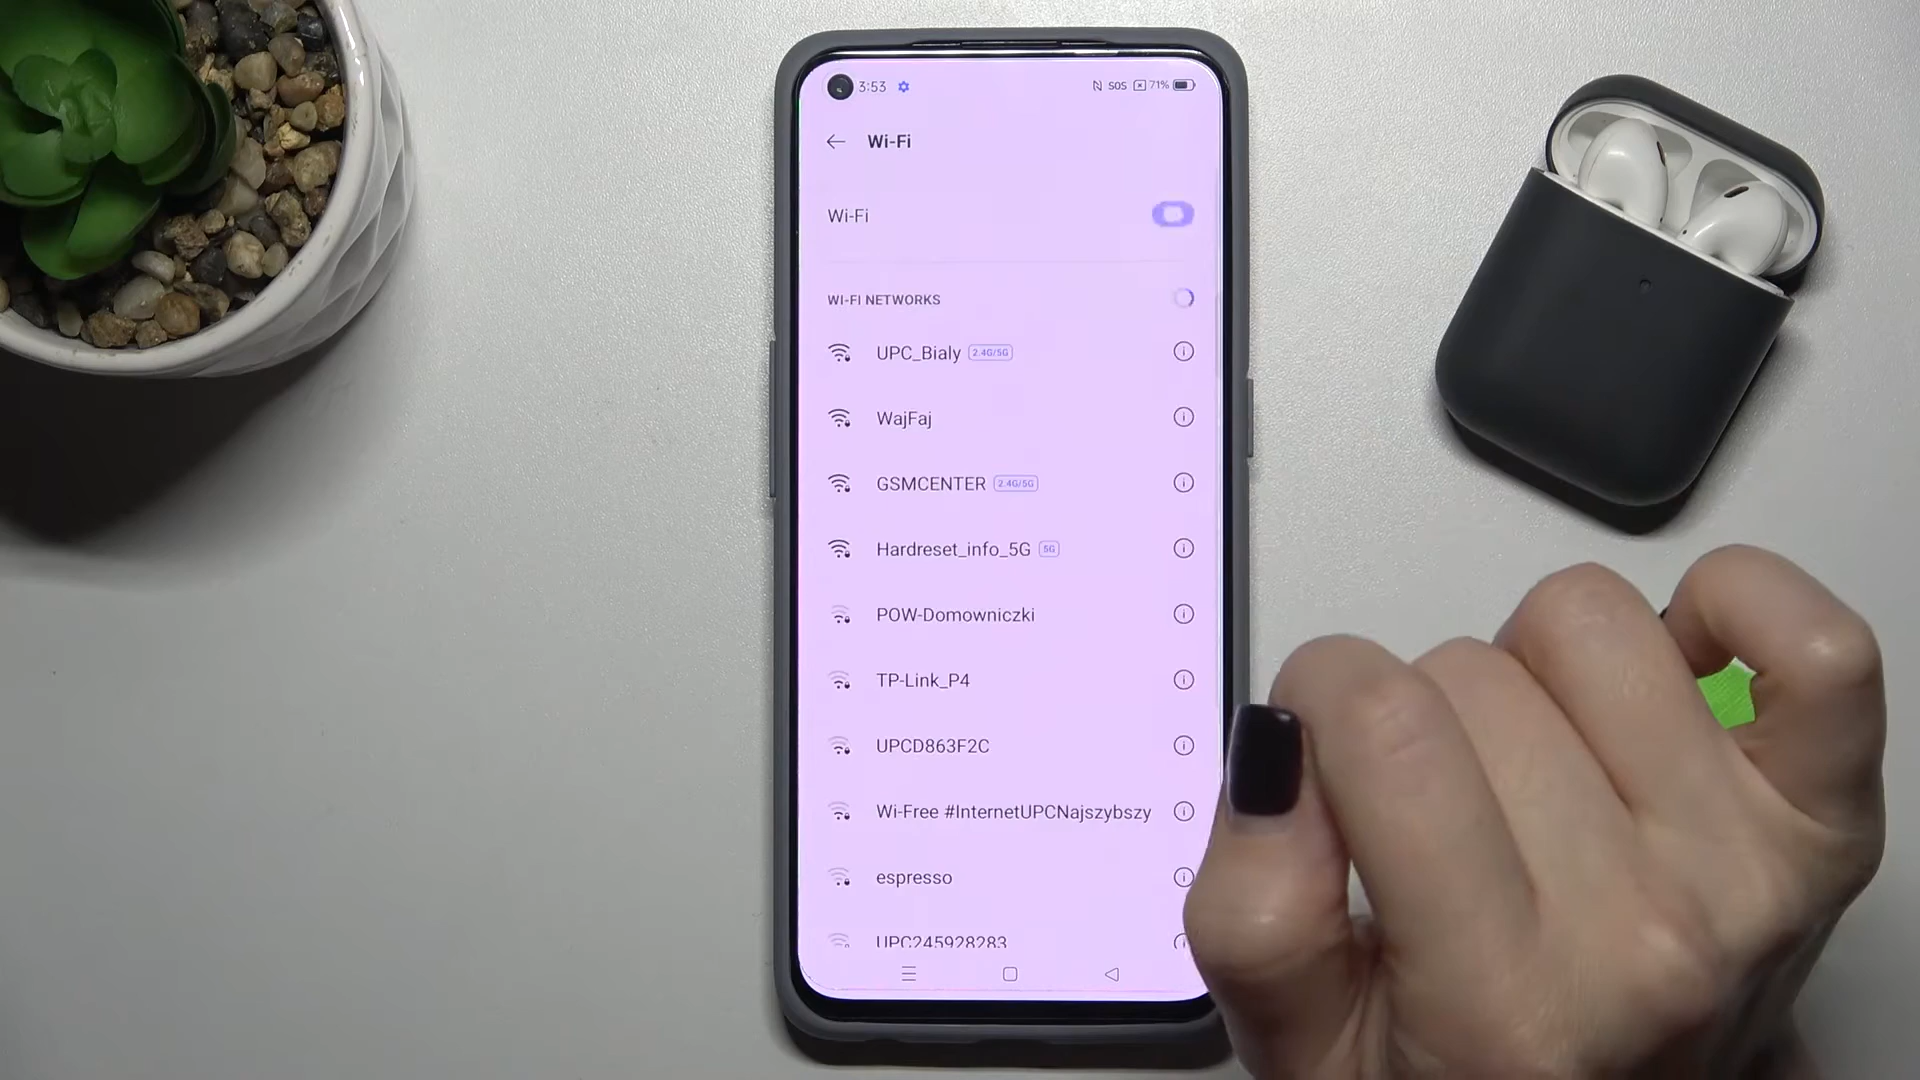 3:53 SOS 71%
Wi-Fi
Wi-Fi
WI-FI NETWORKS
UPC_Bialy 2.4G/5G
WajFaj
GSMCENTER 2.4G/5G
Hardreset_info_5G 5G
POW-Domowniczki
TP-Link_P4
UPCD863F2C
Wi-Free #InternetUPCNajszybszy
espresso
UPC245928283